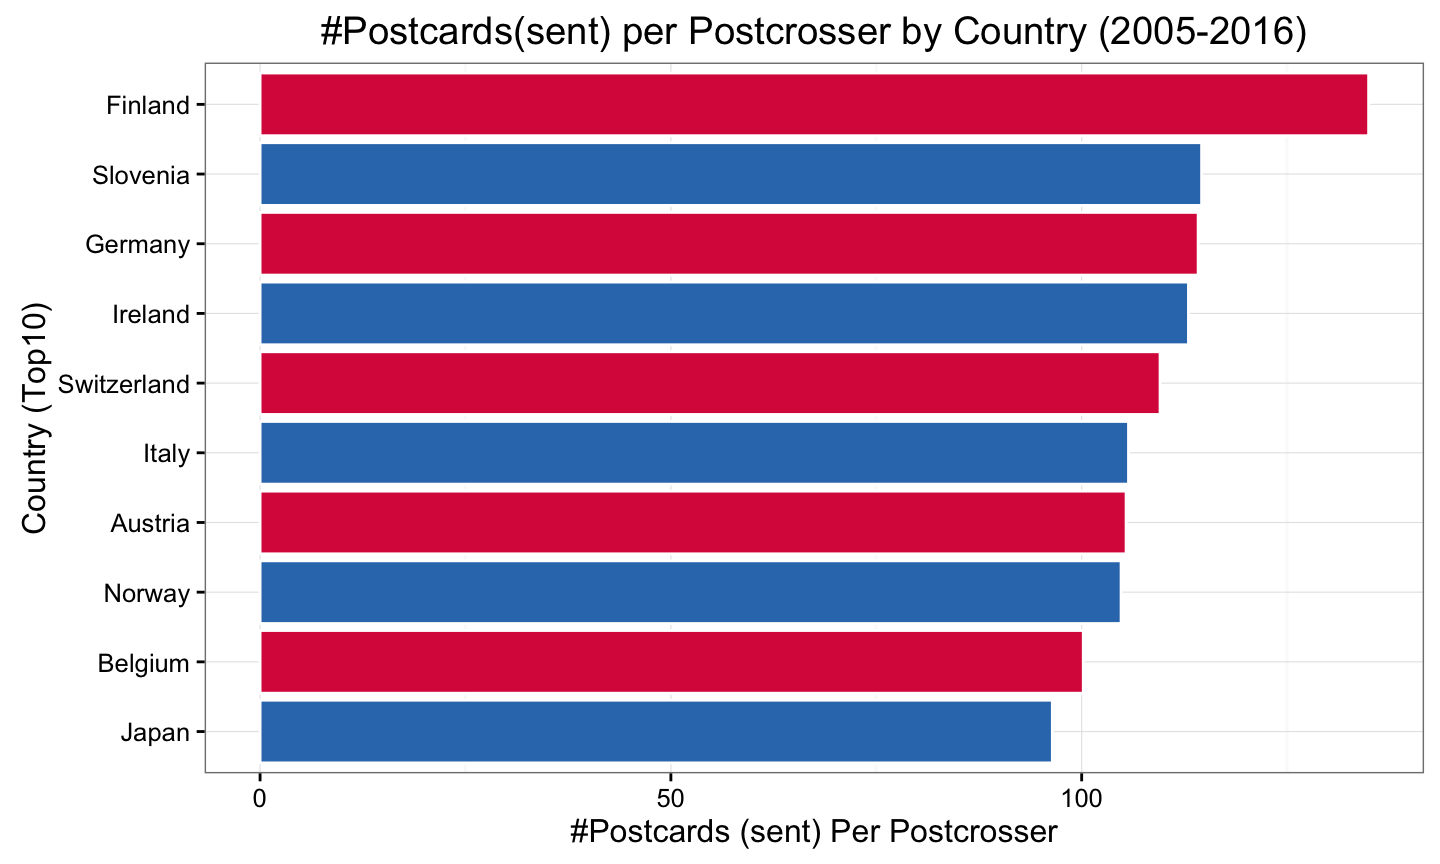 #Postcards(sent) per Postcrosser by Country (2005-2016)
Country (Top10)
Finland
Slovenia
Germany
Ireland
Switzerland
Italy
Austria
Norway
Belgium
Japan
0 50 100
#Postcards (sent) Per Postcrosser